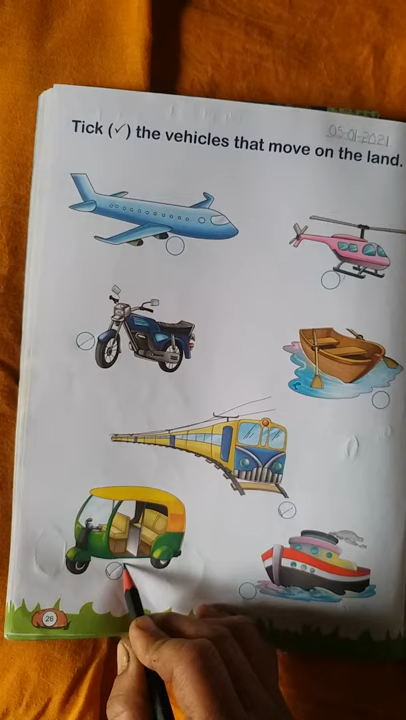 05-01-2021
Tick (✓) the vehicles that move on the land.
26